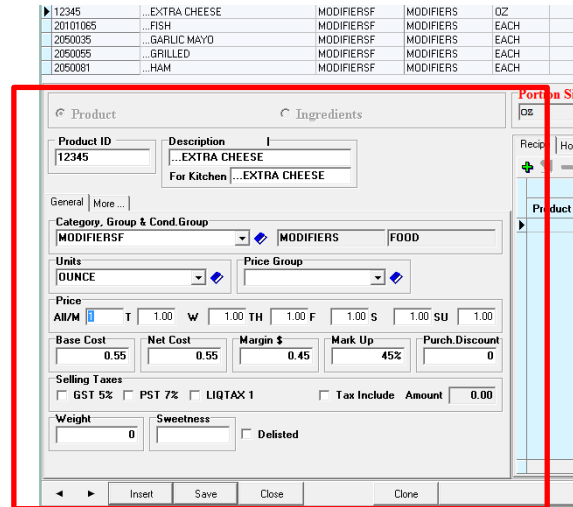 12345 ...EXTRA CHEESE MODIFIERSF MODIFIERS OZ
20101065 ...FISH MODIFIERSF MODIFIERS EACH
2050035 ...GARLIC MAYO MODIFIERSF MODIFIERS EACH
2050055 ...GRILLED MODIFIERSF MODIFIERS EACH
2050081 ...HAM MODIFIERSF MODIFIERS EACH
Portion Si
Product Ingredients OZ
Product ID Description
12345 ...EXTRA CHEESE Recipe Ho
For Kitchen ...EXTRA CHEESE
General More ...
Product
Category, Group & Cond.Group
MODIFIERSF MODIFIERS FOOD
Units Price Group
OUNCE
Price
All/M 1 T 1.00 W 1.00 TH 1.00 F 1.00 S 1.00 SU 1.00
Base Cost Net Cost Margin $ Mark Up Purch.Discount
0.55 0.55 0.45 45% 0
Selling Taxes
GST 5% PST 7% LIQTAX 1 Tax Include Amount 0.00
Weight Sweetness
0 Delisted
Insert Save Close Clone